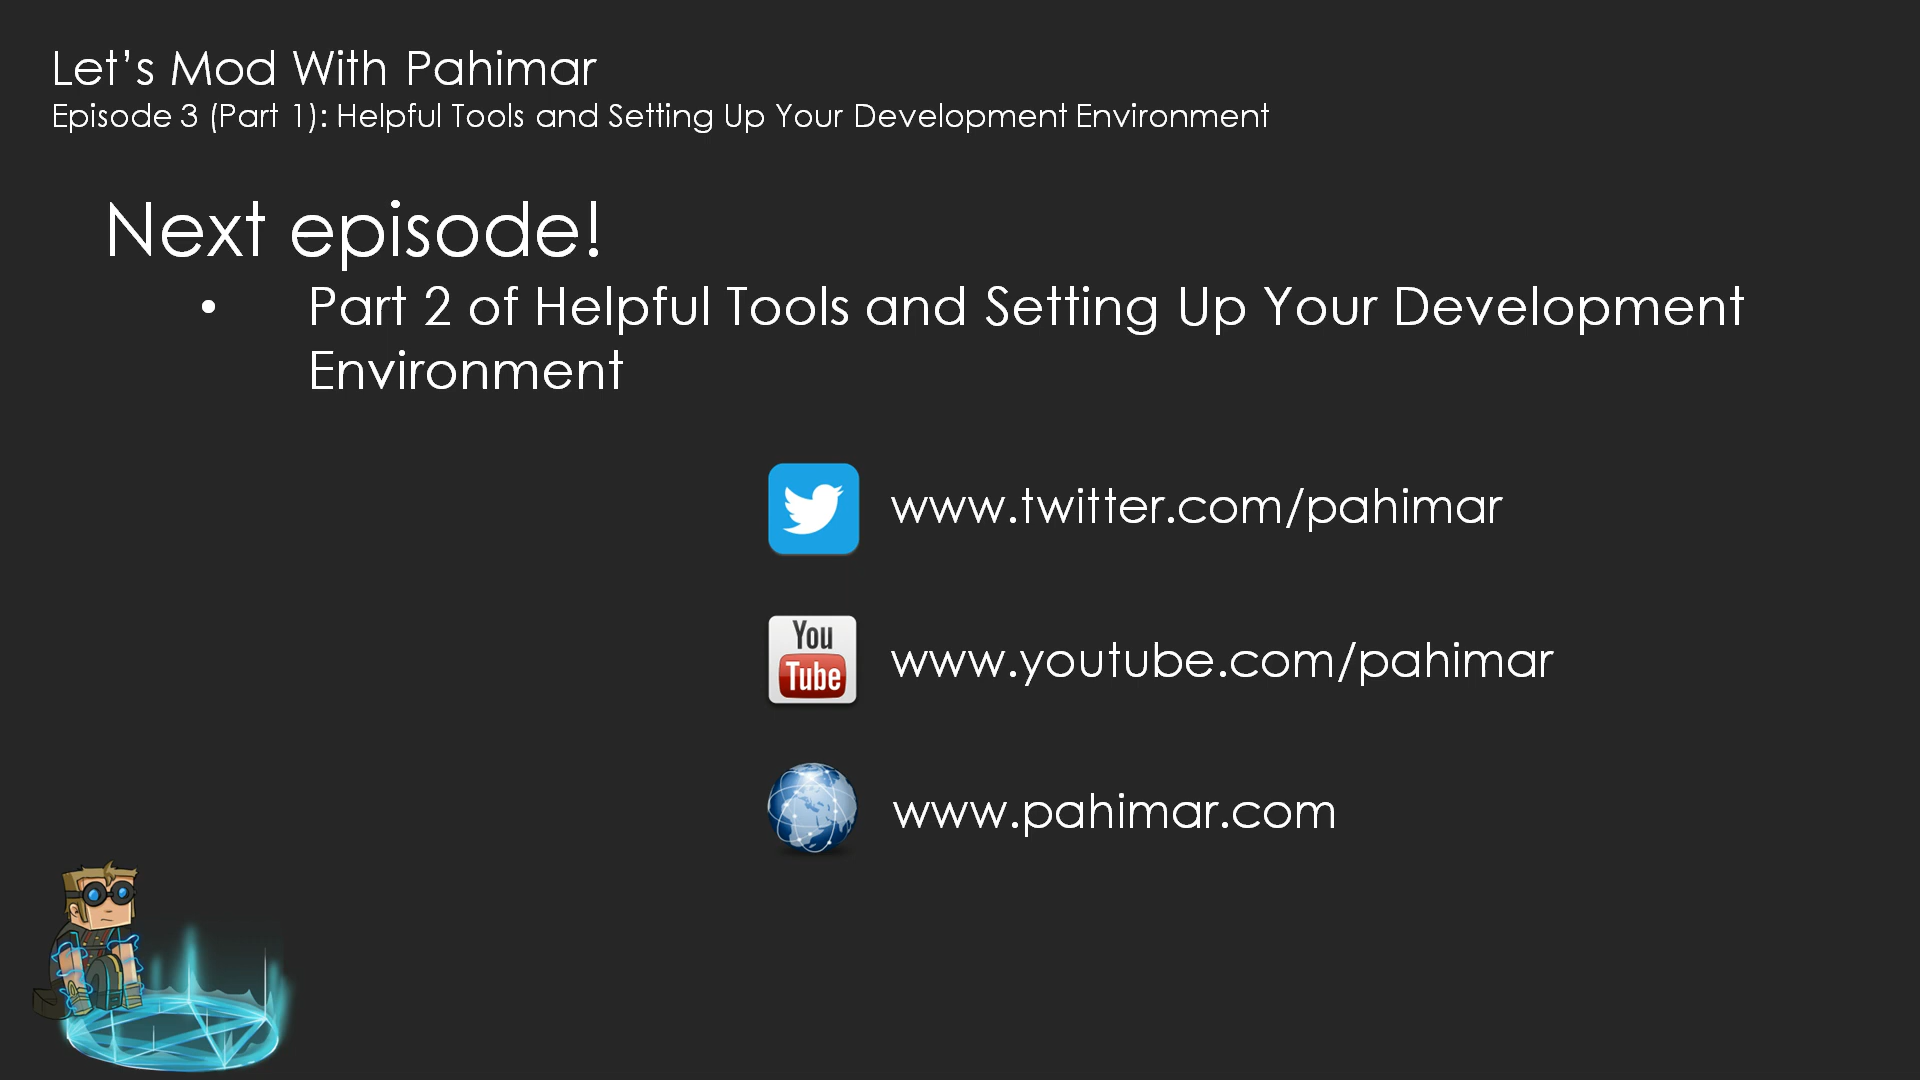 Let’s Mod With Pahimar
Episode 3 (Part 1): Helpful Tools and Setting Up Your Development Environment
Next episode!
• Part 2 of Helpful Tools and Setting Up Your Development
Environment
www.twitter.com/pahimar
You
Tube
www.youtube.com/pahimar
www.pahimar.com